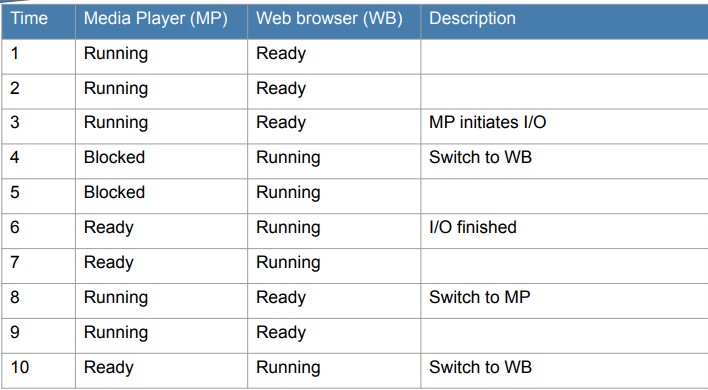 Time Media Player (MP) Web browser (WB) Description
1 Running Ready
2 Running Ready
3 Running Ready MP initiates I/O
4 Blocked Running Switch to WB
5 Blocked Running
6 Ready Running I/O finished
7 Ready Running
8 Running Ready Switch to MP
9 Running Ready
10 Ready Running Switch to WB